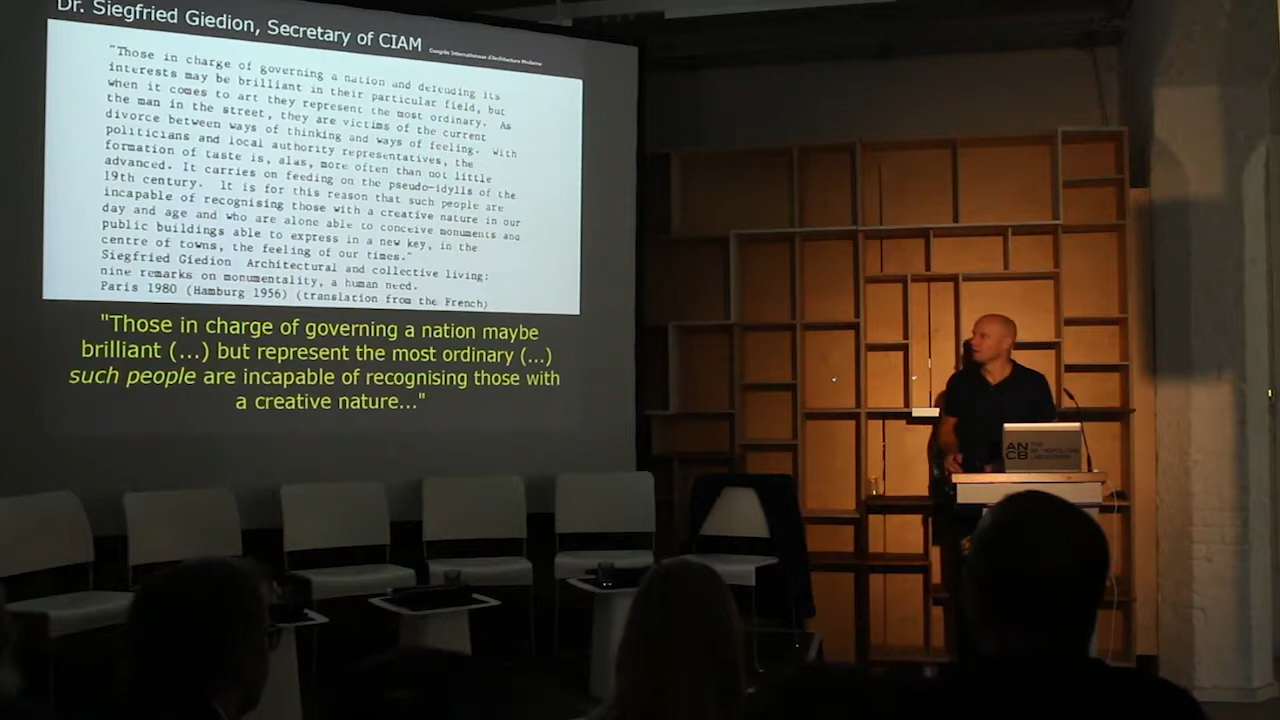 Dr. Siegfried Giedion, Secretary of CIAM Congrès Internationaux d'Architecture Moderne
"Those in charge of governing a nation and defending its
interests may be brilliant in their particular field, but
when it comes to art they represent the most ordinary. As
the man in the street, they are victims of the current
divorce between ways of thinking and ways of feeling. With
politicians and local authority representatives, the
formation of taste is, alas, more often than not little
advanced. It carries on feeding on the pseudo-idylls of the
19th century. It is for this reason that such people are
incapable of recognising those with a creative nature in our
day and age and who are alone able to conceive monuments and
public buildings able to express in a new key, in the
centre of towns, the feeling of our times."
Siegfried Giedion Architectural and collective living:
nine remarks on monumentality, a human need.
Paris 1980 (Hamburg 1956) (translation from the French)
"Those in charge of governing a nation maybe
brilliant (...) but represent the most ordinary (...)
such people are incapable of recognising those with
a creative nature..."
AN
CB
THE